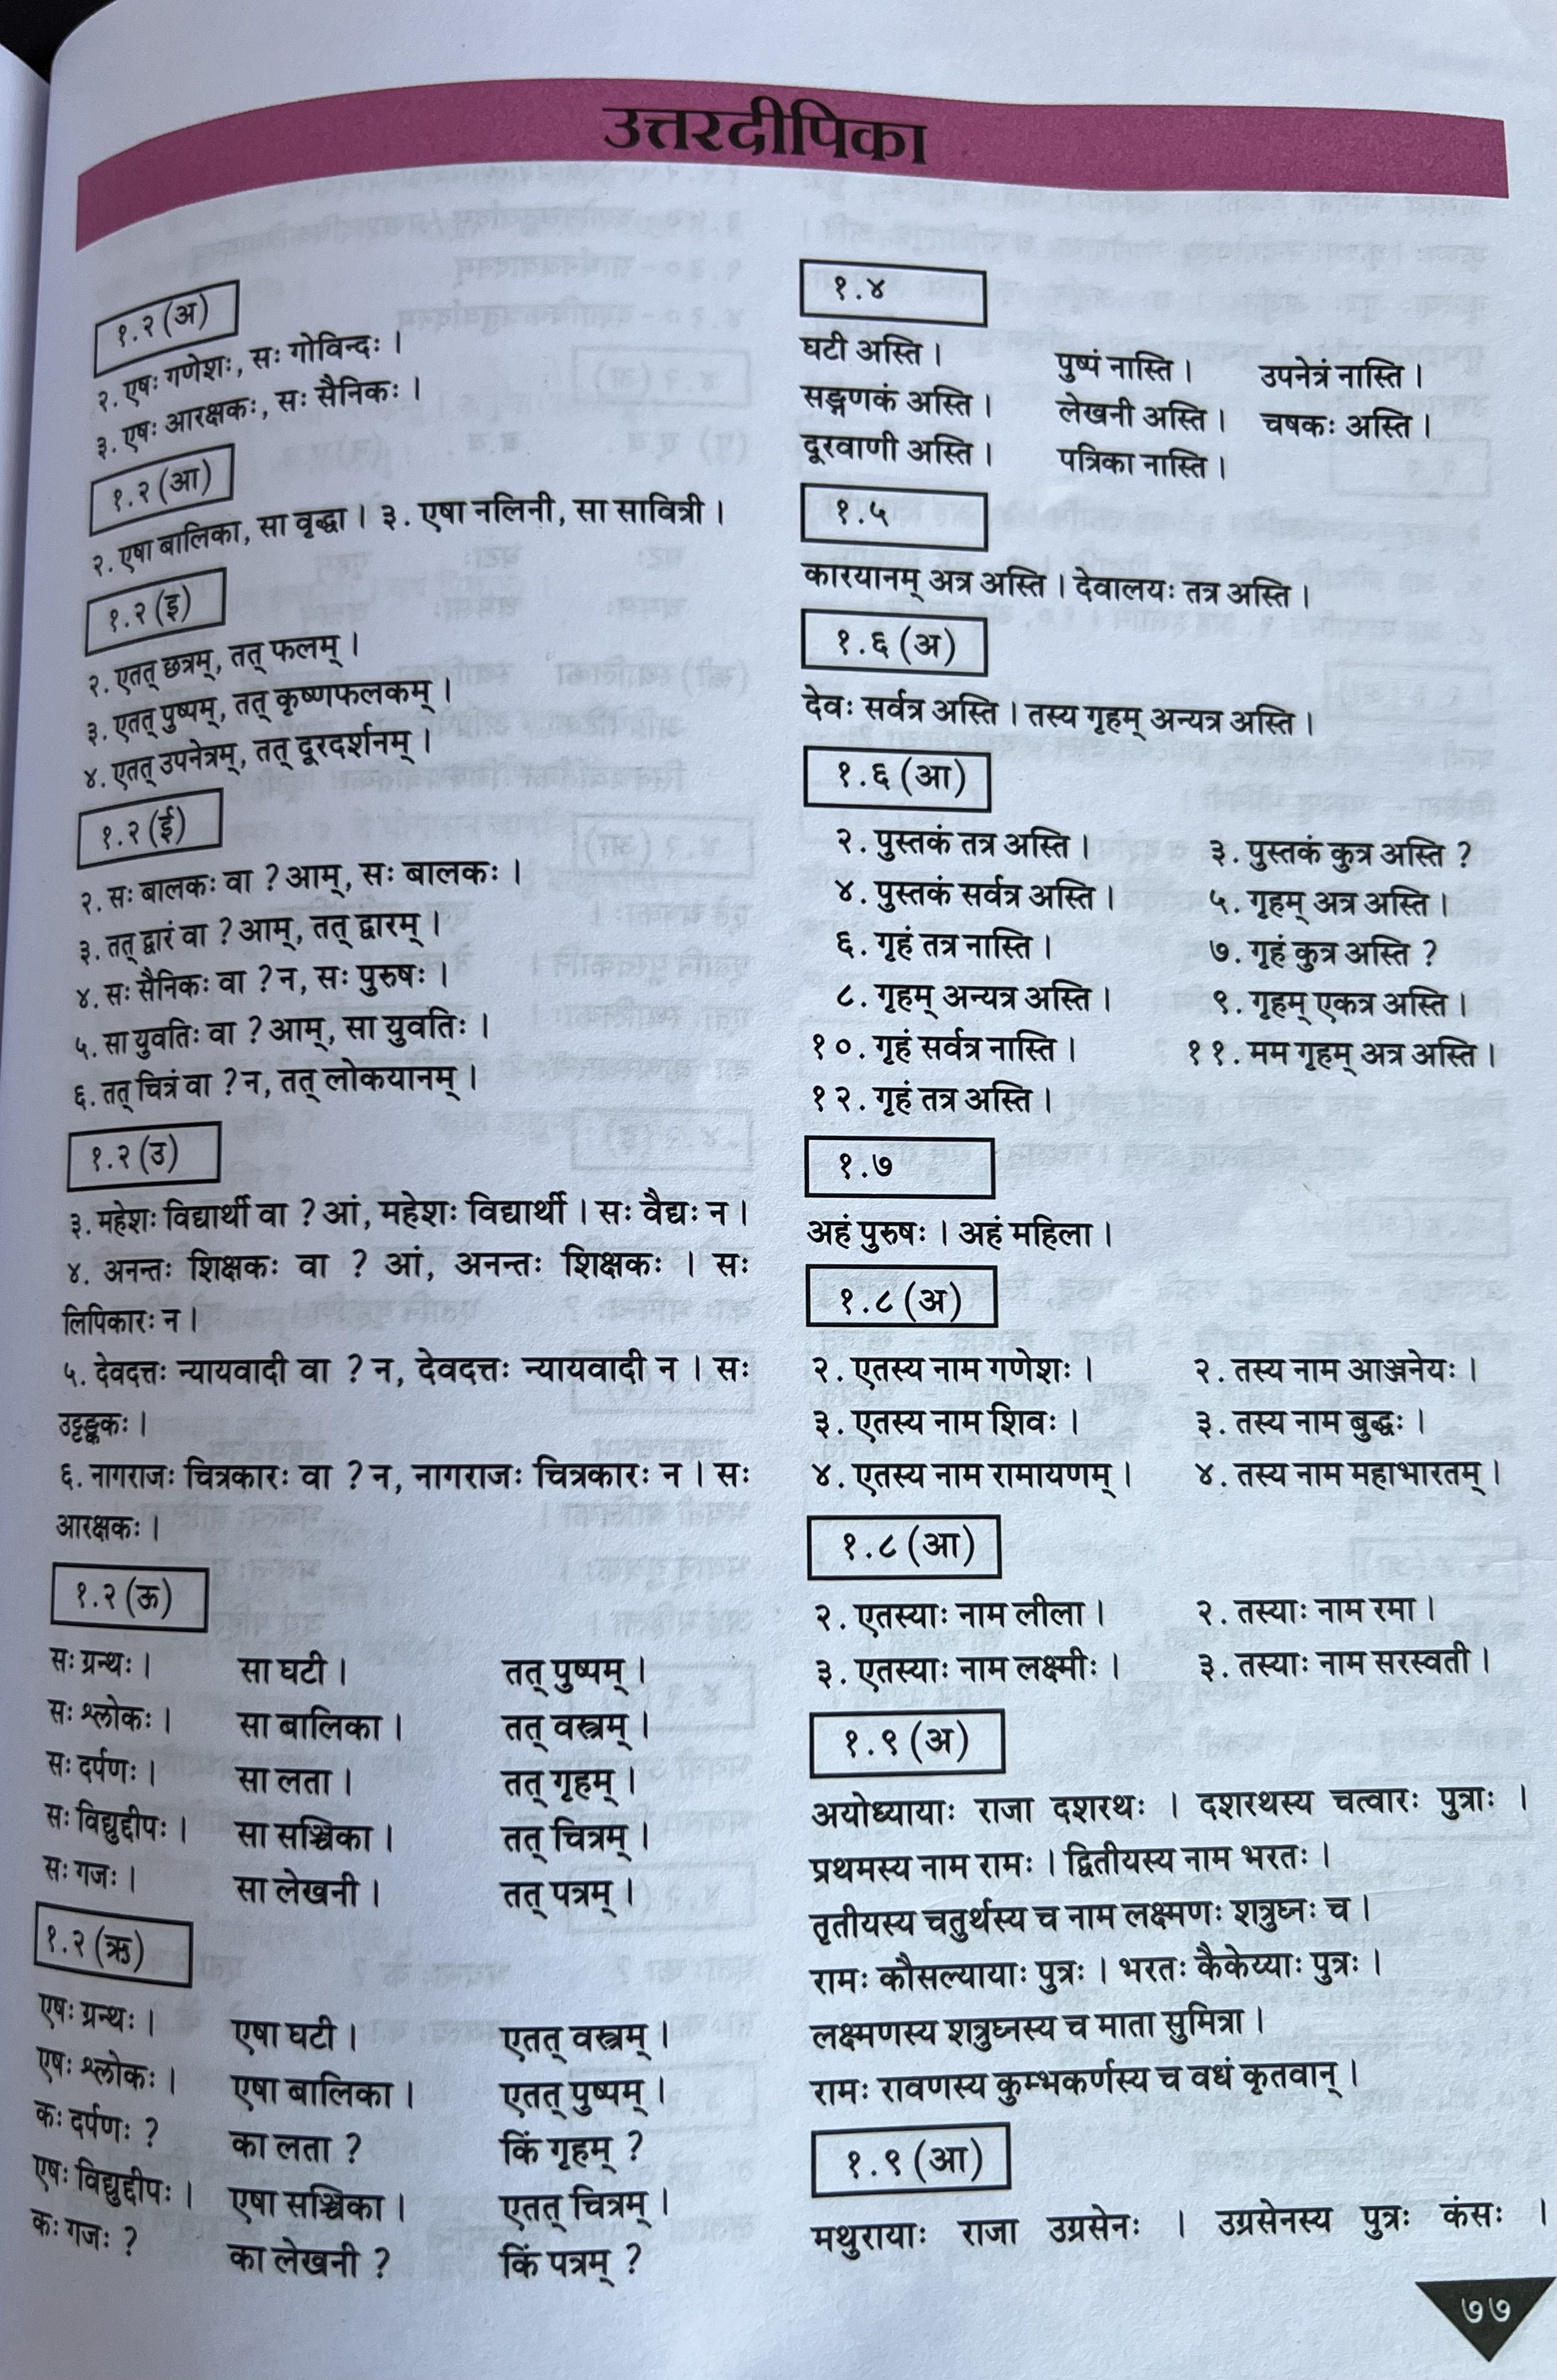 उत्तरदीपिका
१.२ (अ)
२. एषः गणेशः, सः गोविन्दः ।
३. एषः आरक्षकः, सः सैनिकः ।
१.२ (आ)
२. एषा बालिका, सा वृद्धा । ३. एषा नलिनी, सा सावित्री ।
१.२ (इ)
२. एतत् छत्रम्, तत् फलम् ।
३. एतत् पुष्पम्, तत् कृष्णफलकम् ।
४. एतत् उपनेत्रम्, तत् दूरदर्शनम् ।
१.२ (ई)
२. सः बालकः वा ? आम्, सः बालकः ।
३. तत् द्वारं वा ? आम्, तत् द्वारम् ।
४. सः सैनिकः वा ? न, सः पुरुषः ।
५. सा युवतिः वा ? आम्, सा युवतिः ।
६. तत् चित्रं वा ? न, तत् लोकयानम् ।
१.२ (उ)
३. महेशः विद्यार्थी वा ? आं, महेशः विद्यार्थी । सः वैद्यः न ।
४. अनन्तः शिक्षकः वा ? आं, अनन्तः शिक्षकः । सः
लिपिकारः न ।
५. देवदत्तः न्यायवादी वा ? न, देवदत्तः न्यायवादी न । सः
उट्टङ्ककः ।
६. नागराजः चित्रकारः वा ? न, नागराजः चित्रकारः न । सः
आरक्षकः ।
१.२ (ऊ)
सः ग्रन्थः । सा घटी । तत् पुष्पम् ।
सः श्लोकः । सा बालिका । तत् वस्त्रम् ।
सः दर्पणः । सा लता । तत् गृहम् ।
सः विद्युद्दीपः । सा सञ्चिका । तत् चित्रम् ।
सः गजः । सा लेखनी । तत् पत्रम् ।
१.२ (ऋ)
एषः ग्रन्थः । एषा घटी । एतत् वस्त्रम् ।
एषः श्लोकः । एषा बालिका । एतत् पुष्पम् ।
कः दर्पणः ? का लता ? किं गृहम् ?
एषः विद्युद्दीपः । एषा सञ्चिका । एतत् चित्रम् ।
कः गजः ? का लेखनी ? किं पत्रम् ?
१.४
घटी अस्ति । पुष्पं नास्ति । उपनेत्रं नास्ति ।
सङ्गणकं अस्ति । लेखनी अस्ति । चषकः अस्ति ।
दूरवाणी अस्ति । पत्रिका नास्ति ।
१.५
कारयानम् अत्र अस्ति । देवालयः तत्र अस्ति ।
१.६ (अ)
देवः सर्वत्र अस्ति । तस्य गृहम् अन्यत्र अस्ति ।
१.६ (आ)
२. पुस्तकं तत्र अस्ति । ३. पुस्तकं कुत्र अस्ति ?
४. पुस्तकं सर्वत्र अस्ति । ५. गृहम् अत्र अस्ति ।
६. गृहं तत्र नास्ति । ७. गृहं कुत्र अस्ति ?
८. गृहम् अन्यत्र अस्ति । ९. गृहम् एकत्र अस्ति ।
१०. गृहं सर्वत्र नास्ति । ११. मम गृहम् अत्र अस्ति ।
१२. गृहं तत्र अस्ति ।
१.७
अहं पुरुषः । अहं महिला ।
१.८ (अ)
२. एतस्य नाम गणेशः । २. तस्य नाम आञ्जनेयः ।
३. एतस्य नाम शिवः । ३. तस्य नाम बुद्धः ।
४. एतस्य नाम रामायणम् । ४. तस्य नाम महाभारतम् ।
१.८ (आ)
२. एतस्याः नाम लीला । २. तस्याः नाम रमा ।
३. एतस्याः नाम लक्ष्मीः । ३. तस्याः नाम सरस्वती ।
१.९ (अ)
अयोध्यायाः राजा दशरथः । दशरथस्य चत्वारः पुत्राः ।
प्रथमस्य नाम रामः । द्वितीयस्य नाम भरतः ।
तृतीयस्य चतुर्थस्य च नाम लक्ष्मणः शत्रुघ्नः च ।
रामः कौसल्यायाः पुत्रः । भरतः कैकेय्याः पुत्रः ।
लक्ष्मणस्य शत्रुघ्नस्य च माता सुमित्रा ।
रामः रावणस्य कुम्भकर्णस्य च वधं कृतवान् ।
१.९ (आ)
मथुरायाः राजा उग्रसेनः । उग्रसेनस्य पुत्रः कंसः ।
७७